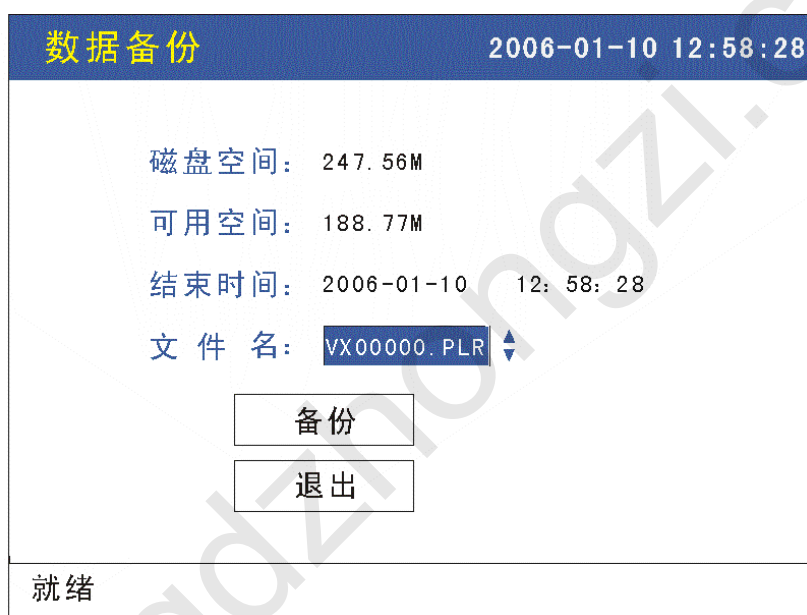 数据备份 2006-01-10 12:58:28
磁盘空间: 247.56M
可用空间: 188.77M
结束时间: 2006-01-10 12:58:28
文件名: VX00000.PLR
备份
退出
就绪
gdzhongzi.c